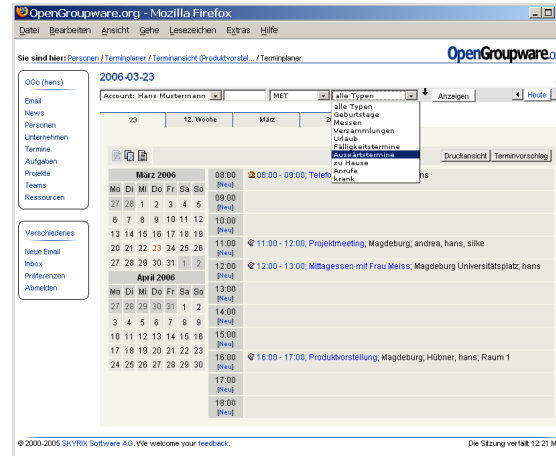 OpenGroupware.org - Mozilla Firefox
Datei Bearbeiten Ansicht Gehe Lesezeichen Extras Hilfe
Sie sind hier: Personen / Terminplaner / Terminansicht (Produktvorstel... / Terminplaner
OpenGroupware.o
OGo (hans)
Email
News
Personen
Unternehmen
Termine
Aufgaben
Projekte
Teams
Ressourcen
Verschiedenes
Neue Email
Inbox
Präferenzen
Abmelden
2006-03-23
Account: Hans Mustermann MET alle Typen Anzeigen Heute
23 12. Woche März 2
alle Typen
Geburtstage
Messen
Versammlungen
Urlaub
Fälligkeitstermine
Auswärtstermine
zu Hause
Anrufe
krank
Druckansicht Terminvorschlag
März 2006
Mo Di Mi Do Fr Sa So
27 28 1 2 3 4 5
6 7 8 9 10 11 12
13 14 15 16 17 18 19
20 21 22 23 24 25 26
27 28 29 30 31 1 2
April 2006
Mo Di Mi Do Fr Sa So
27 28 29 30 31 1 2
3 4 5 6 7 8 9
10 11 12 13 14 15 16
17 18 19 20 21 22 23
24 25 26 27 28 29 30
08:00 08:00 - 09:00; Telefo ns
[Neu]
09:00
[Neu]
10:00
[Neu]
11:00 11:00 - 12:00; Projektmeeting; Magdeburg; andrea, hans, silke
[Neu]
12:00 12:00 - 13:00; Mittagessen mit Frau Meiss; Magdeburg Universitätsplatz; hans
[Neu]
13:00
[Neu]
14:00
[Neu]
15:00
[Neu]
16:00 16:00 - 17:00; Produktvorstellung; Magdeburg; Hübner, hans; Raum 1
[Neu]
17:00
[Neu]
18:00
[Neu]
© 2000-2005 SKYRIX Software AG. We welcome your feedback. Die Sitzung verfällt 12:21 M